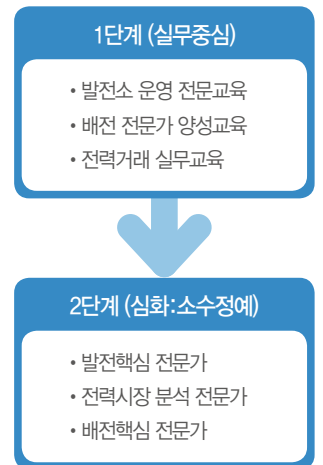 1단계 (실무중심)
• 발전소 운영 전문교육
• 배전 전문가 양성교육
• 전력거래 실무교육
2단계 (심화:소수정예)
• 발전핵심 전문가
• 전력시장 분석 전문가
• 배전핵심 전문가